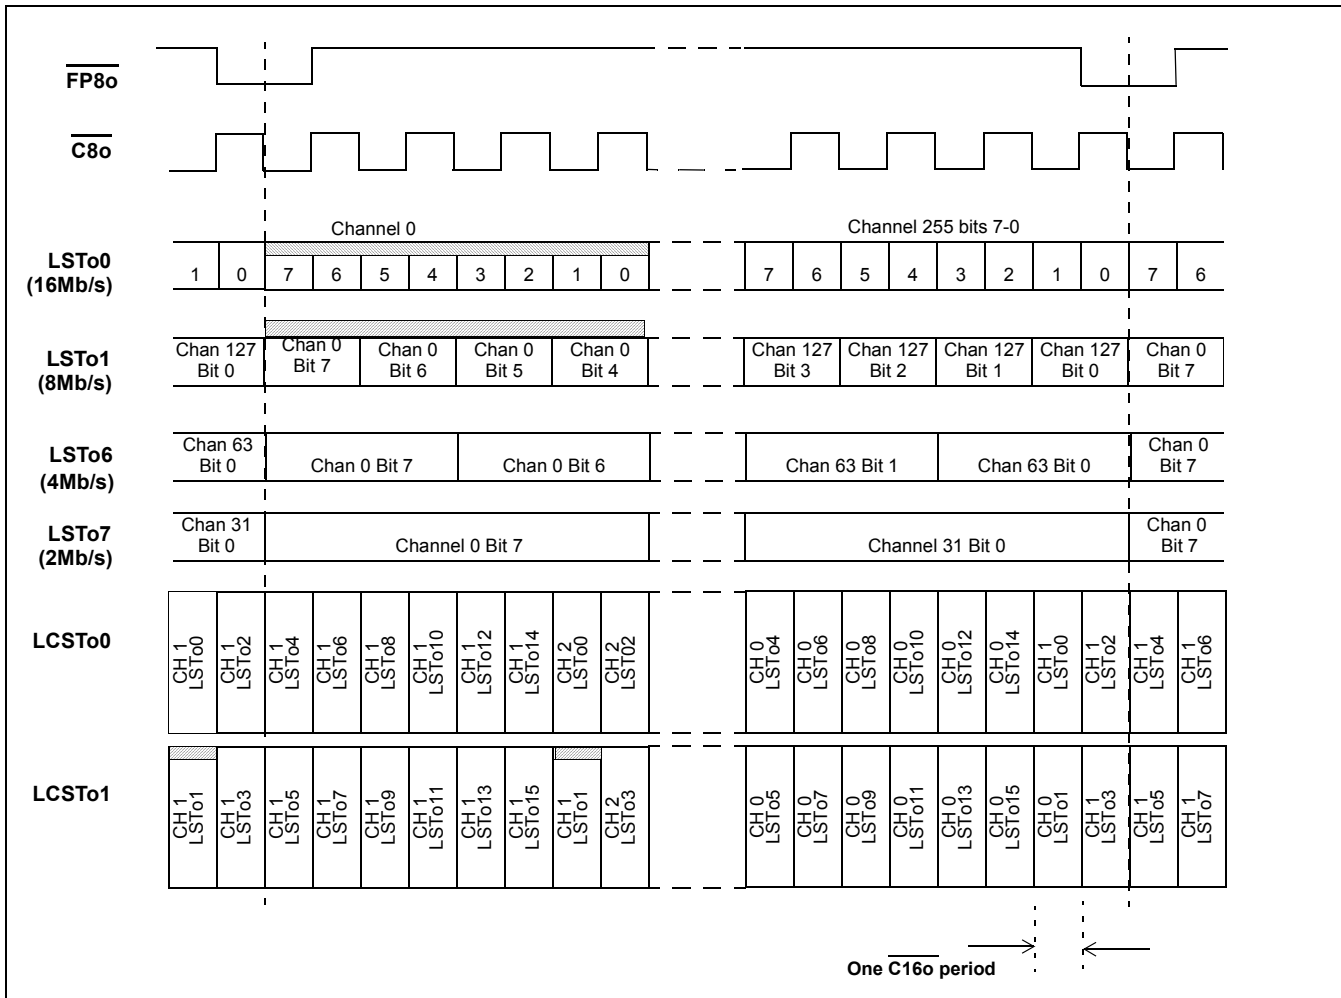 FP8o
C8o
Channel 0
Channel 255 bits 7-0
LSTo0
(16Mb/s)
1 0 7 6 5 4 3 2 1 0 7 6 5 4 3 2 1 0 7 6
LSTo1
(8Mb/s)
Chan 127 Chan 0 Chan 0 Chan 0 Chan 0 Chan 127 Chan 127 Chan 127 Chan 127 Chan 0
Bit 0 Bit 7 Bit 6 Bit 5 Bit 4 Bit 3 Bit 2 Bit 1 Bit 0 Bit 7
LSTo6
(4Mb/s)
Chan 63
Bit 0
Chan 0 Bit 7
Chan 0 Bit 6
Chan 63 Bit 1
Chan 63 Bit 0
Chan 0
Bit 7
LSTo7
(2Mb/s)
Chan 31
Bit 0
Channel 0 Bit 7
Channel 31 Bit 0
Chan 0
Bit 7
LCSTo0
CH 1
LSTo0
CH 1
LSTo2
CH 1
LSTo4
CH 1
LSTo6
CH 1
LSTo8
CH 1
LSTo10
CH 1
LSTo12
CH 1
LSTo14
CH 2
LSTo0
CH 2
LST02
CH 0
LSTo4
CH 0
LSTo6
CH 0
LSTo8
CH 0
LSTo10
CH 0
LSTo12
CH 0
LSTo14
CH 1
LSTo0
CH 1
LSTo2
CH 1
LSTo4
CH 1
LSTo6
LCSTo1
CH 1
LSTo1
CH 1
LSTo3
CH 1
LSTo5
CH 1
LSTo7
CH 1
LSTo9
CH 1
LSTo11
CH 1
LSTo13
CH 1
LSTo15
CH 1
LSTo1
CH 2
LSTo3
CH 0
LSTo5
CH 0
LSTo7
CH 0
LSTo9
CH 0
LSTo11
CH 0
LSTo13
CH 0
LSTo15
CH 0
LSTo1
CH 1
LSTo3
CH 1
LSTo5
CH 1
LSTo7
One C16o period